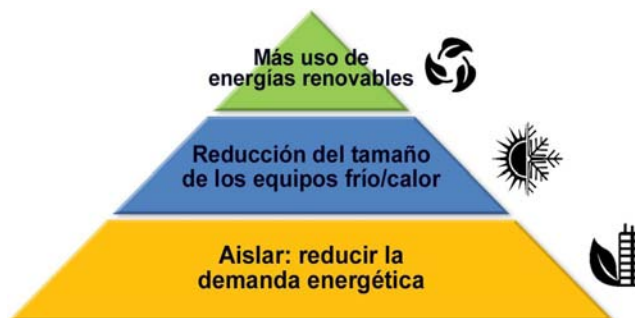 Más uso de
energías renovables
Reducción del tamaño
de los equipos frío/calor
Aislar: reducir la
demanda energética